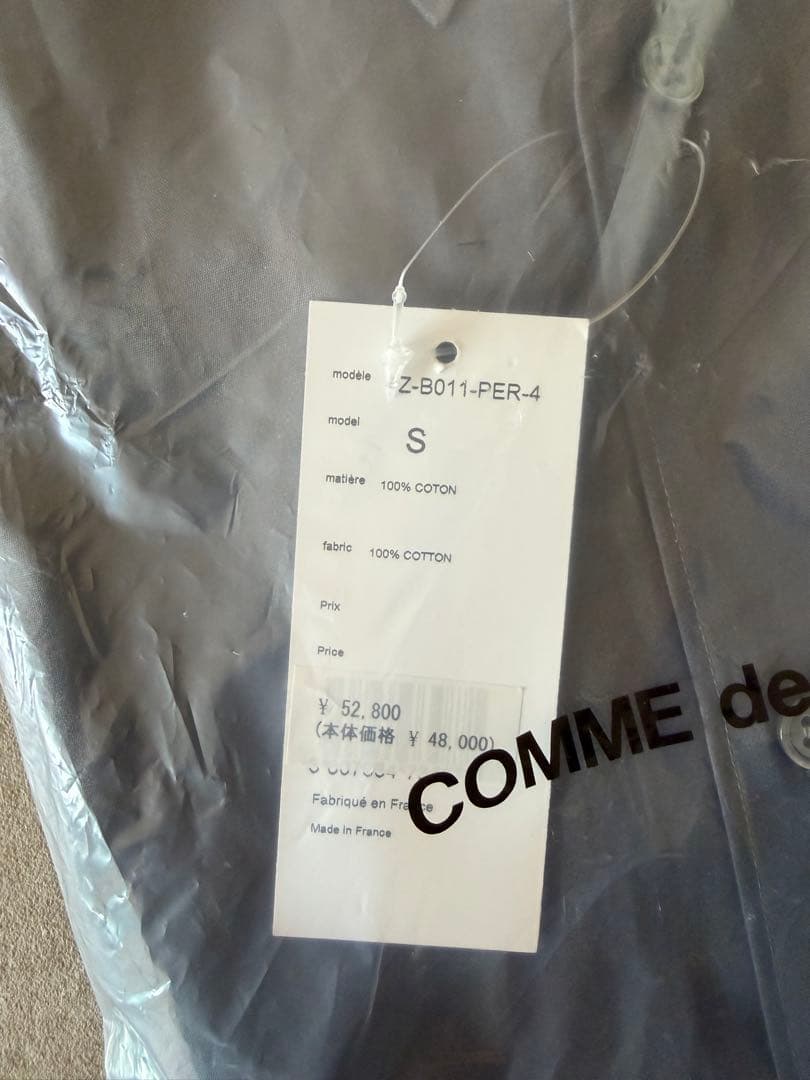 modèle Z-B011-PER-4
model
S
matière 100% COTON
fabric 100% COTTON
Prix
Price
¥ 52,800
(本体価格 ¥ 48,000)
Fabriqué en France
Made in France
COMME de